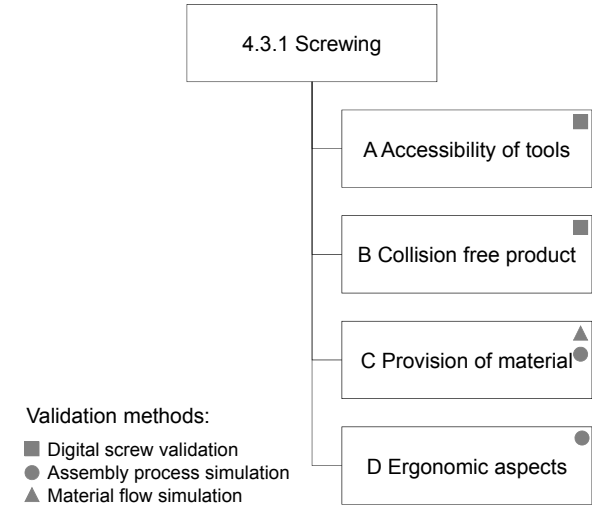 4.3.1 Screwing
A Accessibility of tools
B Collision free product
C Provision of material
D Ergonomic aspects
Validation methods:
Digital screw validation
Assembly process simulation
Material flow simulation